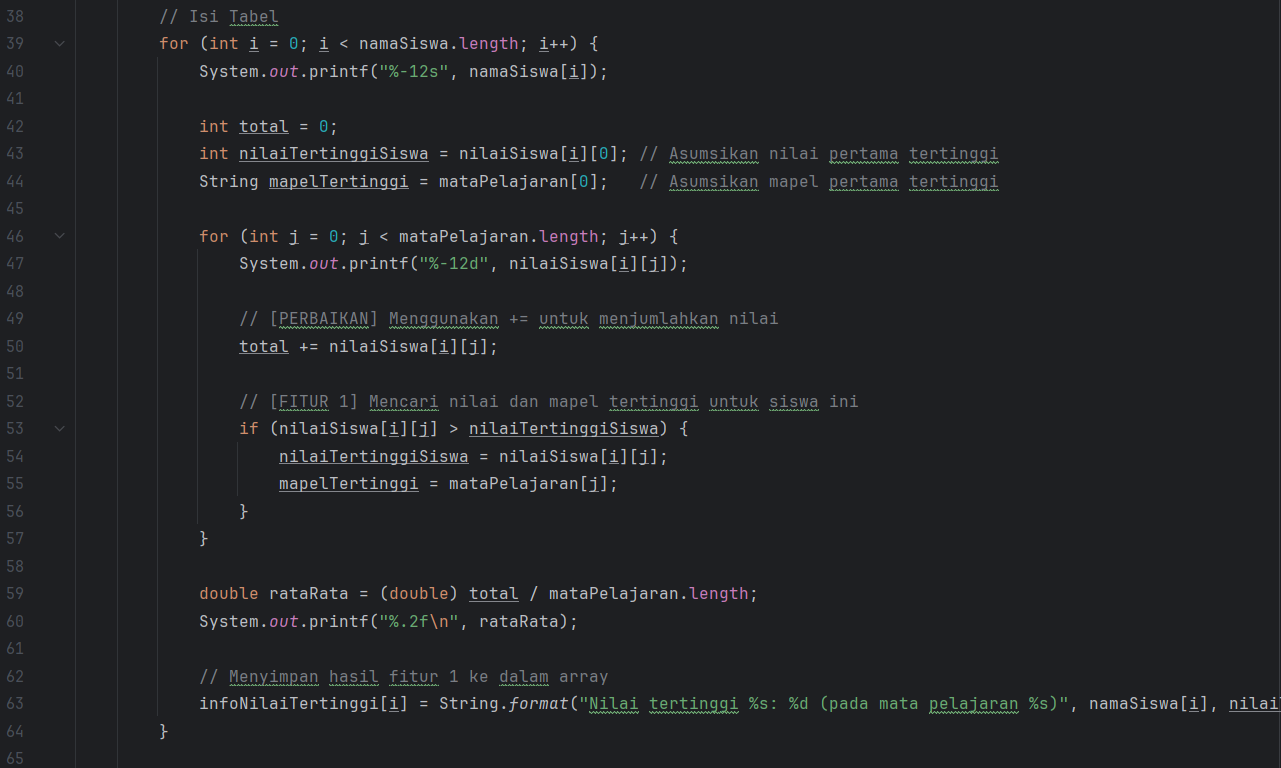 38 // Isi Tabel
39 for (int i = 0; i < namaSiswa.length; i++) {
40 System.out.printf("%-12s", namaSiswa[i]);
41
42 int total = 0;
43 int nilaiTertinggiSiswa = nilaiSiswa[i][0]; // Asumsikan nilai pertama tertinggi
44 String mapelTertinggi = mataPelajaran[0]; // Asumsikan mapel pertama tertinggi
45
46 for (int j = 0; j < mataPelajaran.length; j++) {
47 System.out.printf("%-12d", nilaiSiswa[i][j]);
48
49 // [PERBAIKAN] Menggunakan += untuk menjumlahkan nilai
50 total += nilaiSiswa[i][j];
51
52 // [FITUR 1] Mencari nilai dan mapel tertinggi untuk siswa ini
53 if (nilaiSiswa[i][j] > nilaiTertinggiSiswa) {
54 nilaiTertinggiSiswa = nilaiSiswa[i][j];
55 mapelTertinggi = mataPelajaran[j];
56 }
57 }
58
59 double rataRata = (double) total / mataPelajaran.length;
60 System.out.printf("%.2f\n", rataRata);
61
62 // Menyimpan hasil fitur 1 ke dalam array
63 infoNilaiTertinggi[i] = String.format("Nilai tertinggi %s: %d (pada mata pelajaran %s)", namaSiswa[i], nilai
64 }
65